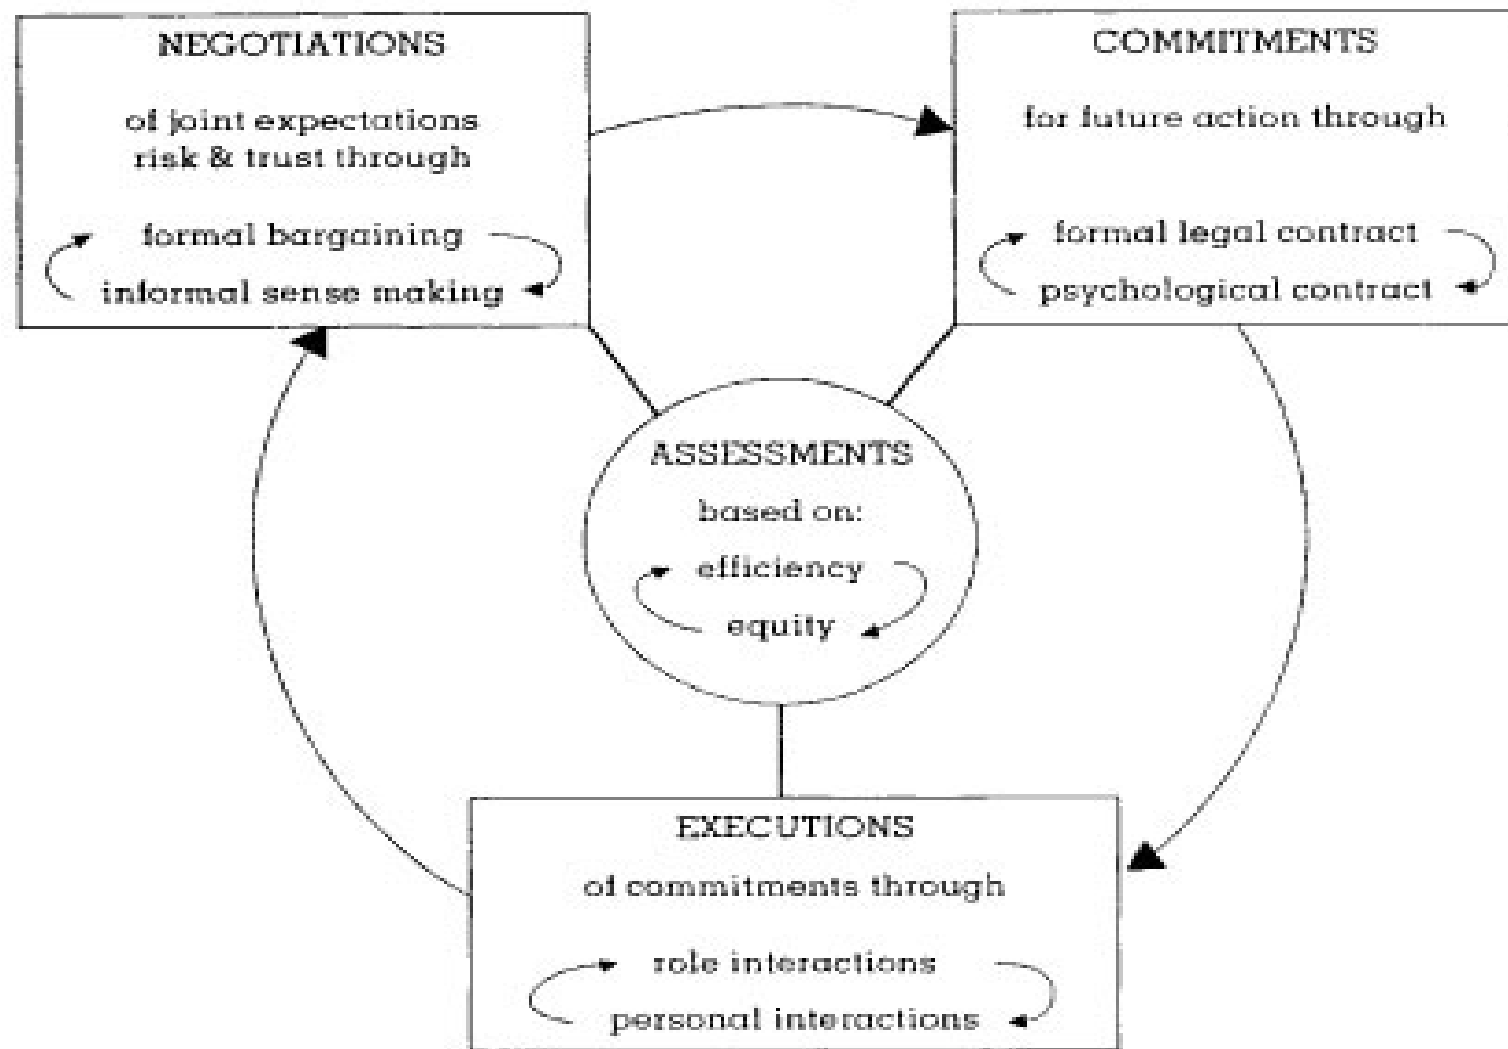 NEGOTIATIONS
of joint expectations
risk & trust through
formal bargaining
informal sense making
COMMITMENTS
for future action through
formal legal contract
psychological contract
ASSESSMENTS
based on:
efficiency
equity
EXECUTIONS
of commitments through
role interactions
personal interactions